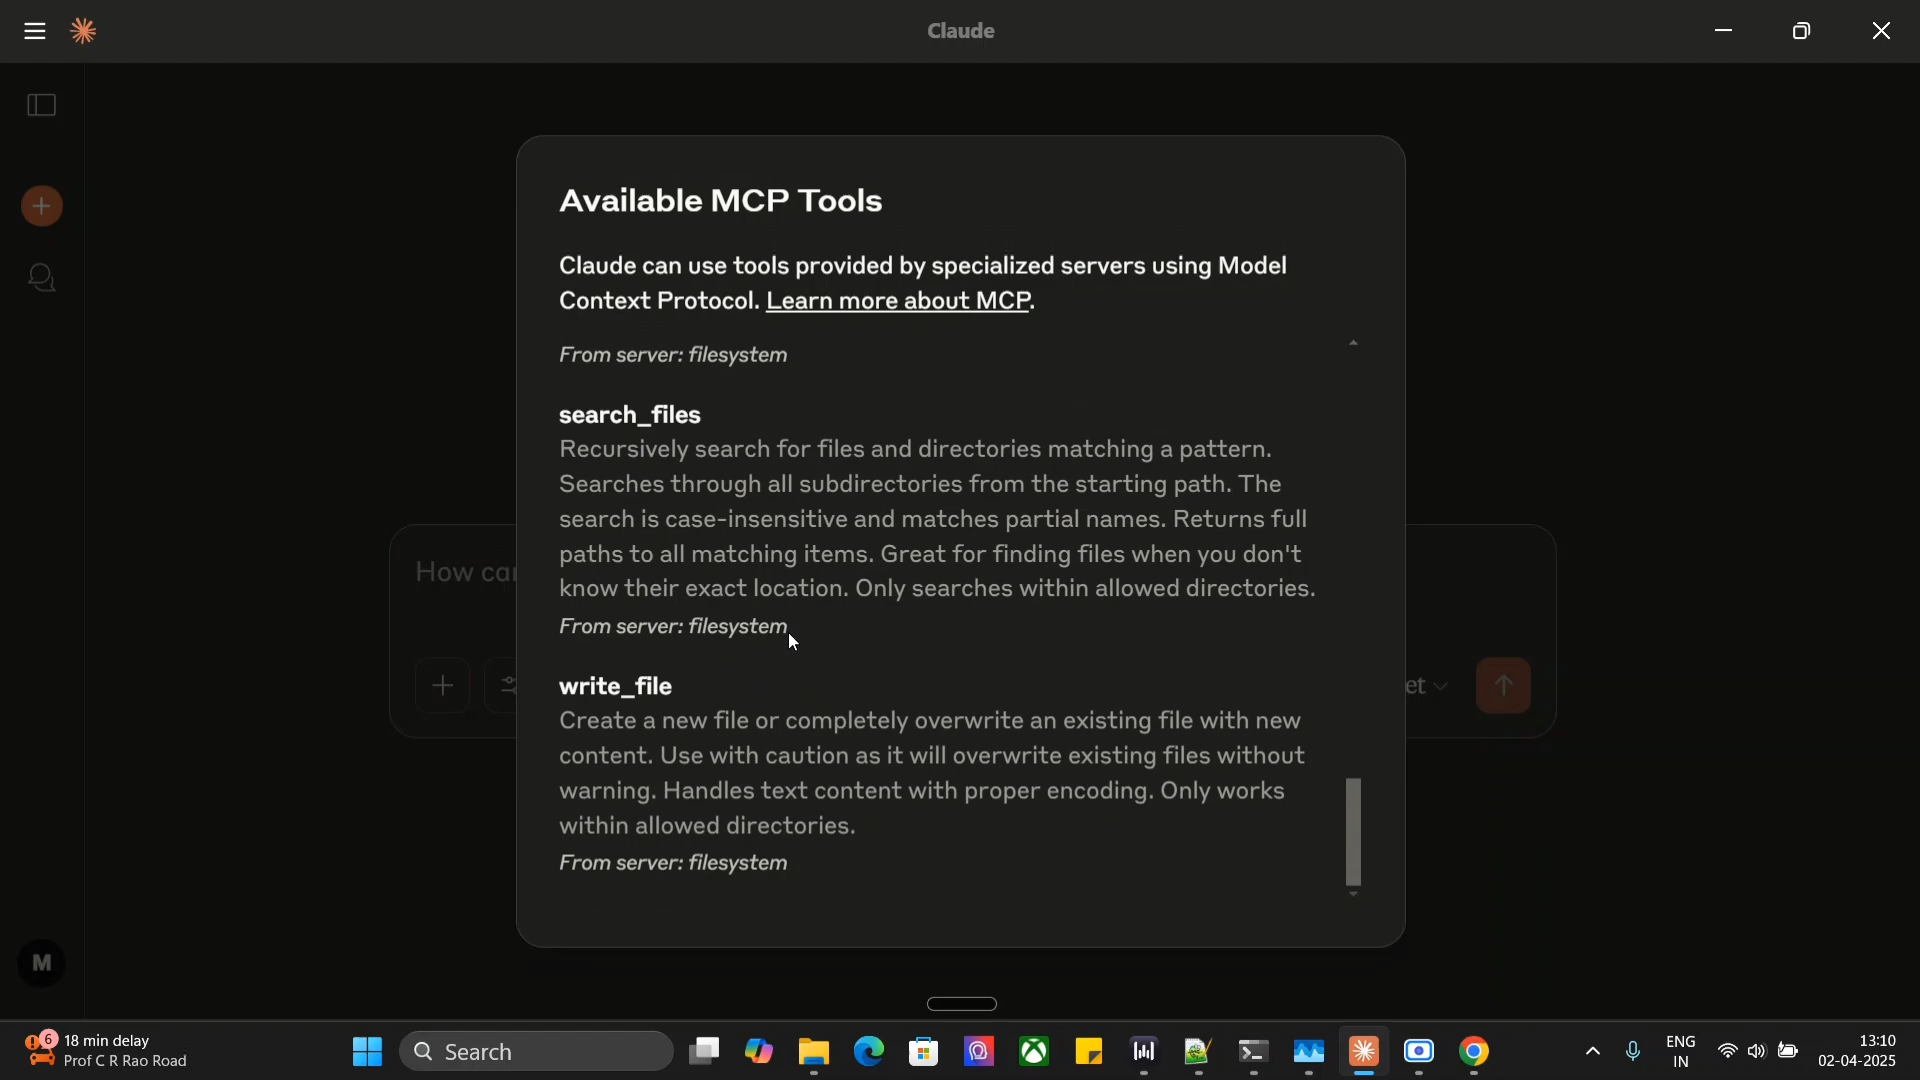 Claude
Available MCP Tools
Claude can use tools provided by specialized servers using Model
Context Protocol. Learn more about MCP.
From server: filesystem
search_files
Recursively search for files and directories matching a pattern.
Searches through all subdirectories from the starting path. The
search is case-insensitive and matches partial names. Returns full
paths to all matching items. Great for finding files when you don't
know their exact location. Only searches within allowed directories.
From server: filesystem
How car
et
write_file
Create a new file or completely overwrite an existing file with new
content. Use with caution as it will overwrite existing files without
warning. Handles text content with proper encoding. Only works
within allowed directories.
From server: filesystem
M
6
18 min delay
Prof C R Rao Road
Search
ENG
IN
13:10
02-04-2025